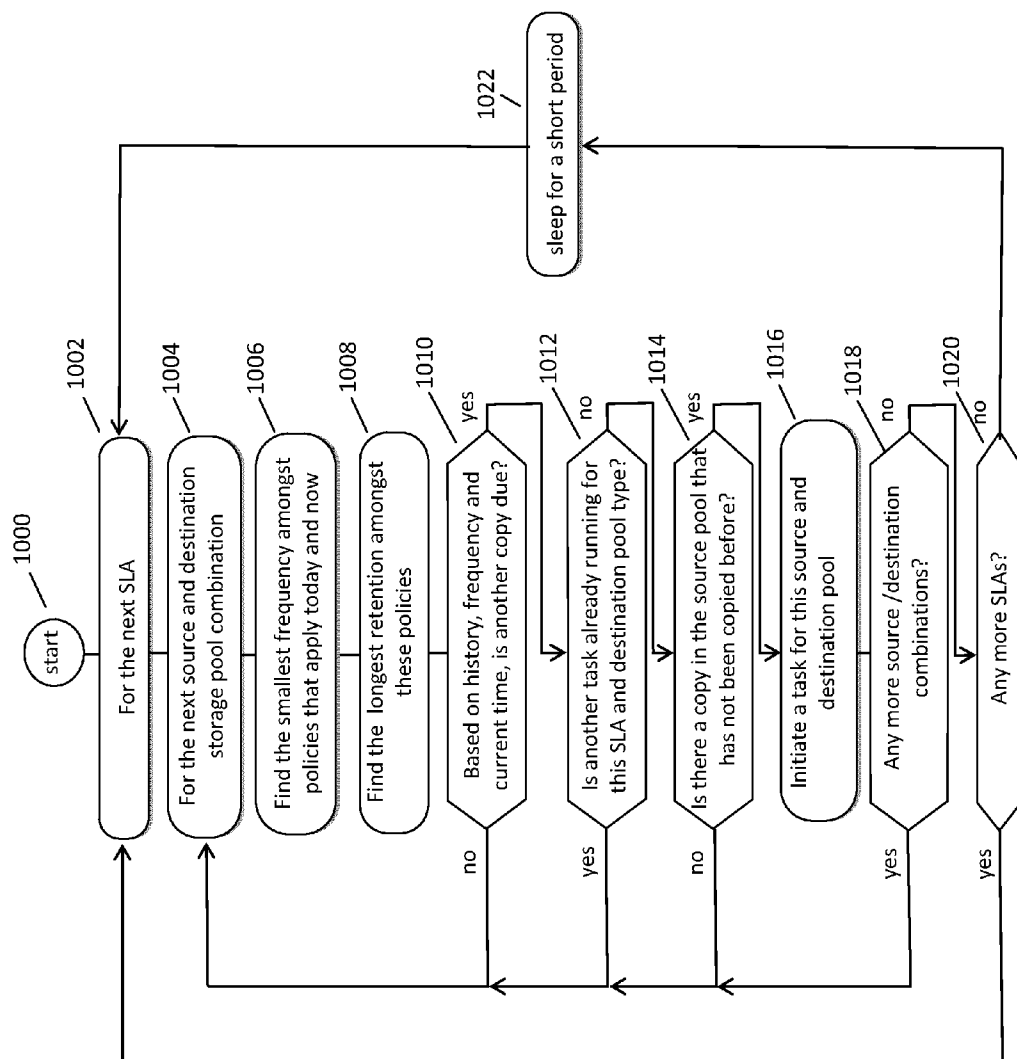 1000
start
1002
For the next SLA
1004
For the next source and destination
storage pool combination
1006
Find the smallest frequency amongst
policies that apply today and now
1008
Find the longest retention amongst
these policies
1010
Based on history, frequency and
current time, is another copy due?
no
yes
1012
Is another task already running for
this SLA and destination pool type?
yes
no
1014
Is there a copy in the source pool that
has not been copied before?
no
yes
1016
Initiate a task for this source and
destination pool
1018
Any more source /destination
combinations?
yes
no
1020
Any more SLAs?
yes
no
1022
sleep for a short period